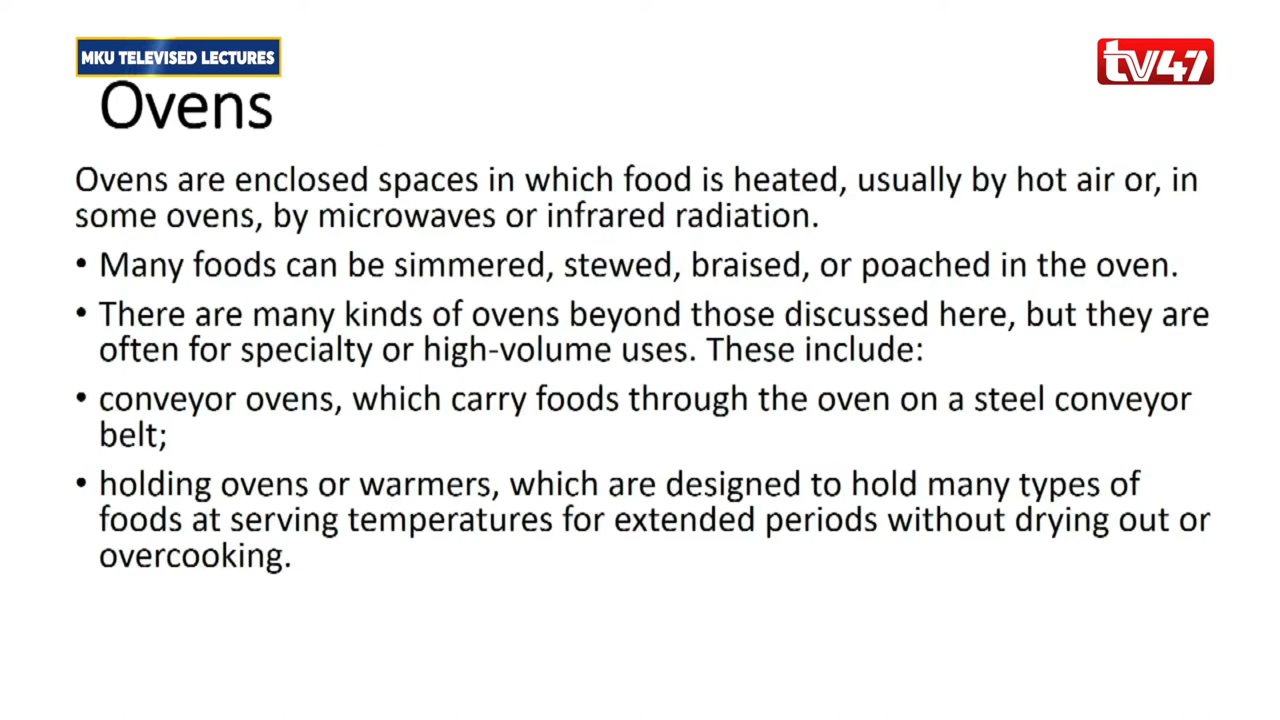 MKU TELEVISED LECTURES
tv47
Ovens
Ovens are enclosed spaces in which food is heated, usually by hot air or, in
some ovens, by microwaves or infrared radiation.
• Many foods can be simmered, stewed, braised, or poached in the oven.
• There are many kinds of ovens beyond those discussed here, but they are
often for specialty or high-volume uses. These include:
• conveyor ovens, which carry foods through the oven on a steel conveyor
belt;
• holding ovens or warmers, which are designed to hold many types of
foods at serving temperatures for extended periods without drying out or
overcooking.